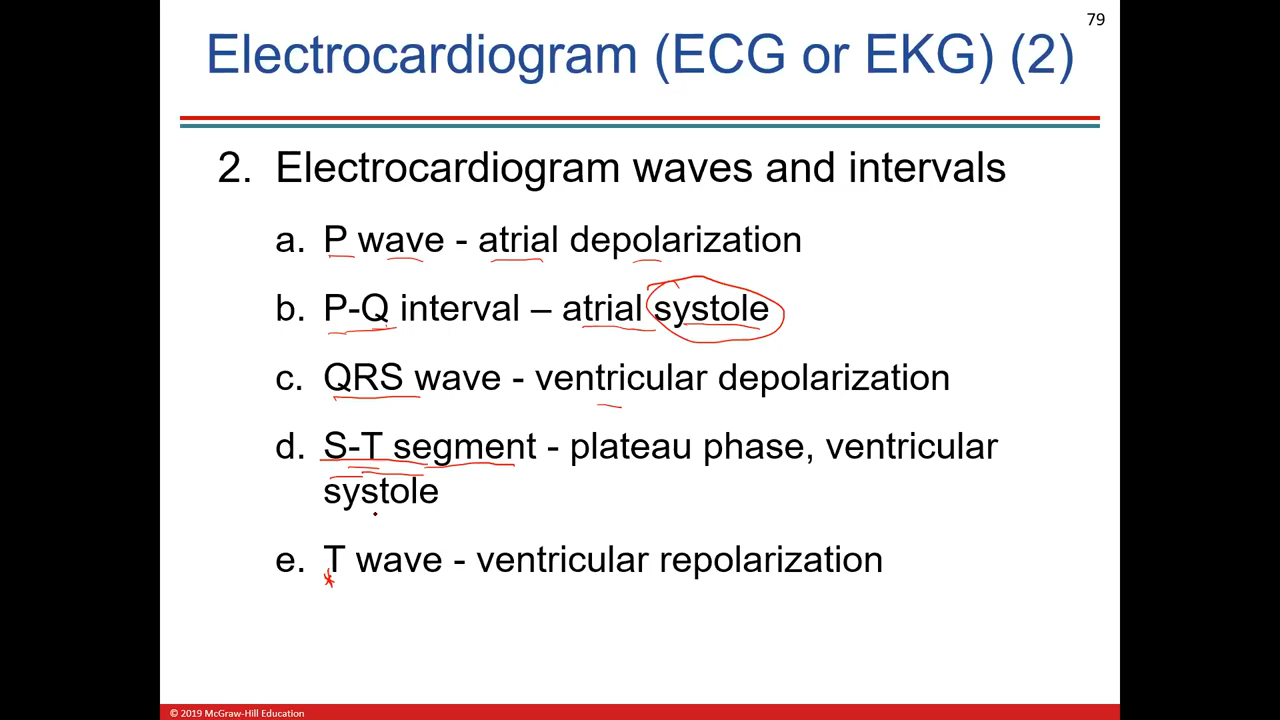 79
Electrocardiogram (ECG or EKG) (2)
2. Electrocardiogram waves and intervals
a. P wave - atrial depolarization
b. P-Q interval – atrial systole
c. QRS wave - ventricular depolarization
d. S-T segment - plateau phase, ventricular
systole
e. T wave - ventricular repolarization
© 2019 McGraw-Hill Education